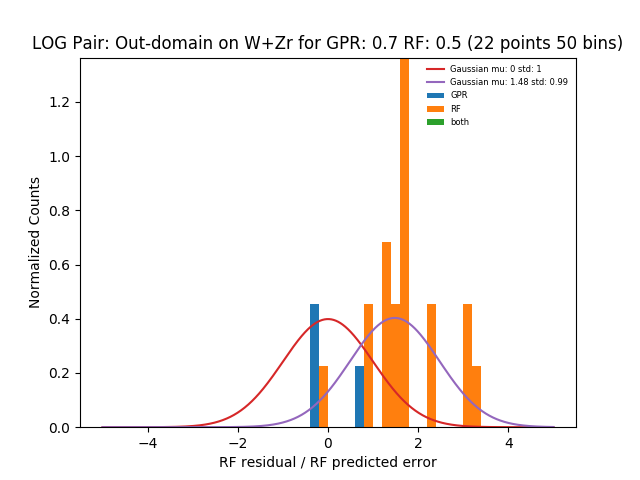 LOG Pair: Out-domain on W+Zr for GPR: 0.7 RF: 0.5 (22 points 50 bins)
Gaussian mu: 0 std: 1
Gaussian mu: 1.48 std: 0.99
GPR
RF
both
Normalized Counts
1.2
1.0
0.8
0.6
0.4
0.2
0.0
−4
−2
0
2
4
RF residual / RF predicted error